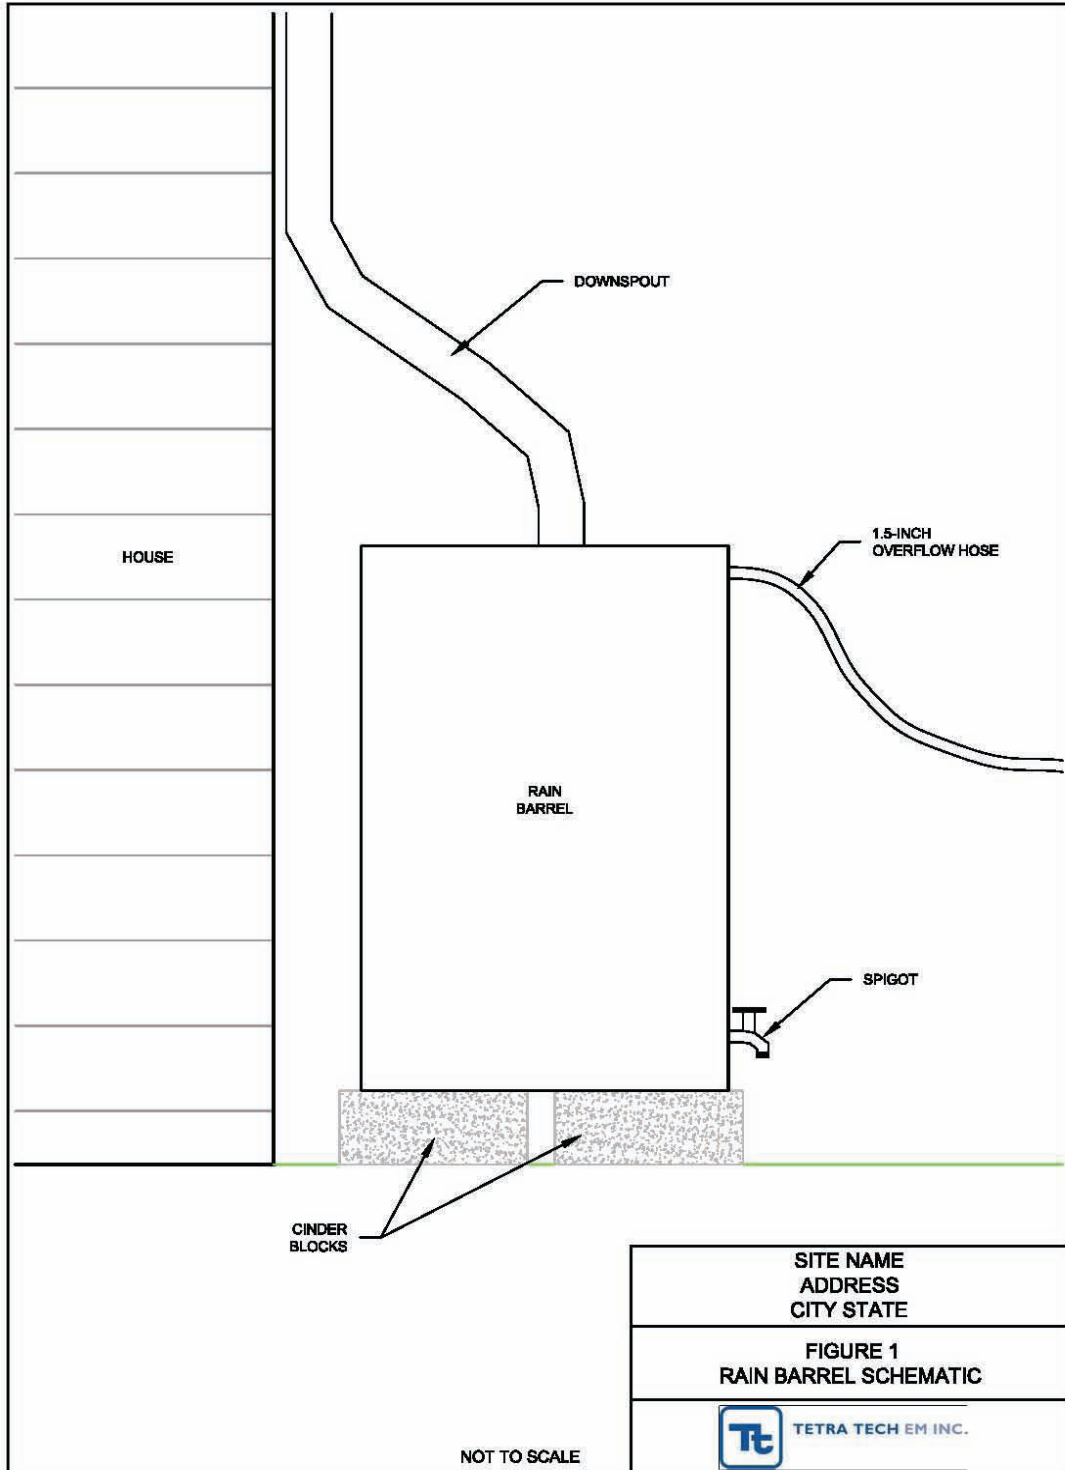 DOWNSPOUT
1.5-INCH
OVERFLOW HOSE
HOUSE
RAIN
BARREL
SPIGOT
CINDER
BLOCKS
SITE NAME
ADDRESS
CITY STATE
FIGURE 1
RAIN BARREL SCHEMATIC
Tt TETRA TECH EM INC.
NOT TO SCALE